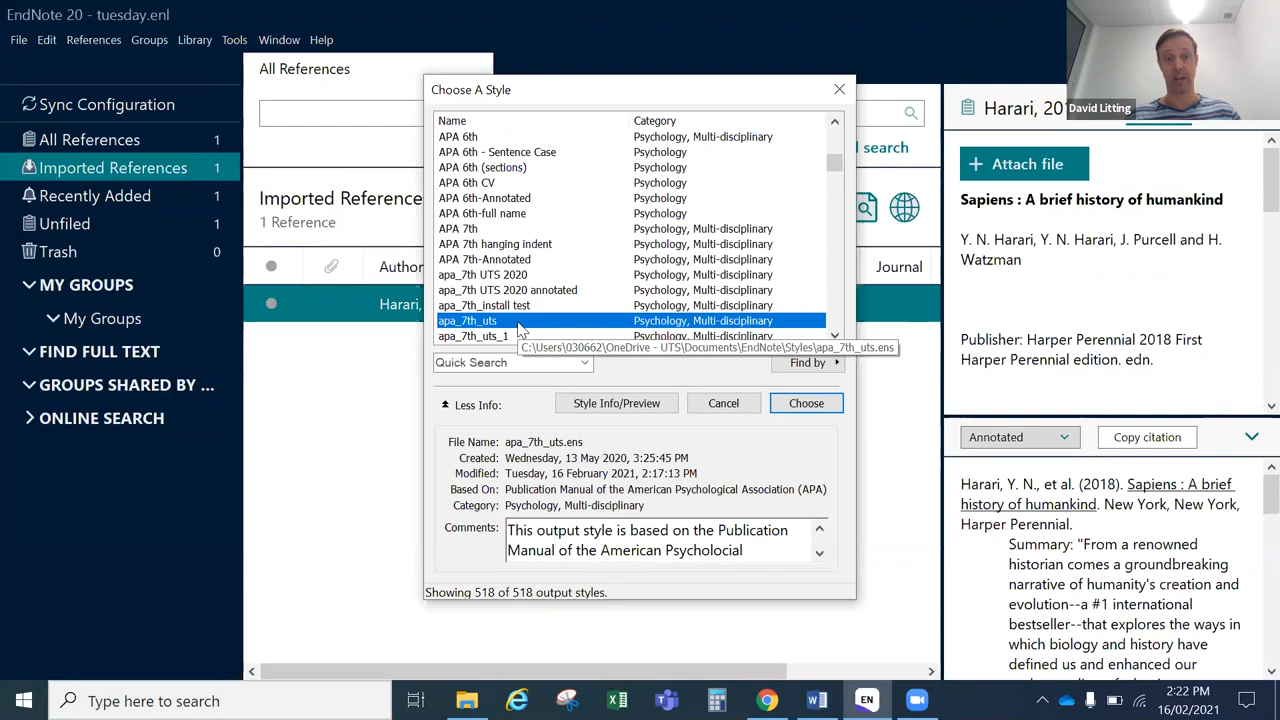 EndNote 20 - tuesday.enl
File Edit References Groups Library Tools Window Help
Sync Configuration
All References 1
Imported References 1
Recently Added 1
Unfiled 1
Trash 0
MY GROUPS
My Groups
FIND FULL TEXT
GROUPS SHARED BY ...
ONLINE SEARCH
All References
d search
Imported Reference
1 Reference
Author
Journal
Harari,
Choose A Style
Name Category
APA 6th Psychology, Multi-disciplinary
APA 6th - Sentence Case Psychology
APA 6th (sections) Psychology
APA 6th CV Psychology
APA 6th-Annotated Psychology
APA 6th-full name Psychology
APA 7th Psychology, Multi-disciplinary
APA 7th hanging indent Psychology, Multi-disciplinary
APA 7th-Annotated Psychology, Multi-disciplinary
apa_7th UTS 2020 Psychology, Multi-disciplinary
apa_7th UTS 2020 annotated Psychology, Multi-disciplinary
apa_7th_install test Psychology, Multi-disciplinary
apa_7th_uts Psychology, Multi-disciplinary
apa_7th_uts_1 Psychology, Multi-disciplinary
C:\Users\030662\OneDrive - UTS\Documents\EndNote\Styles\apa_7th_uts.ens
Quick Search Find by
Less Info: Style Info/Preview Cancel Choose
File Name: apa_7th_uts.ens
Created: Wednesday, 13 May 2020, 3:25:45 PM
Modified: Tuesday, 16 February 2021, 2:17:13 PM
Based On: Publication Manual of the American Psychological Association (APA)
Category: Psychology, Multi-disciplinary
Comments: This output style is based on the Publication
Manual of the American Psycholocial
Showing 518 of 518 output styles.
Harari, 20
David Litting
Attach file
Sapiens : A brief history of humankind
Y. N. Harari, Y. N. Harari, J. Purcell and H.
Watzman
Publisher: Harper Perennial 2018 First
Harper Perennial edition. edn.
Annotated Copy citation
Harari, Y. N., et al. (2018). Sapiens : A brief
history of humankind. New York, New York,
Harper Perennial.
Summary: "From a renowned
historian comes a groundbreaking
narrative of humanity's creation and
evolution--a #1 international
bestseller--that explores the ways in
which biology and history have
defined us and enhanced our
Type here to search
EN
2:22 PM
16/02/2021